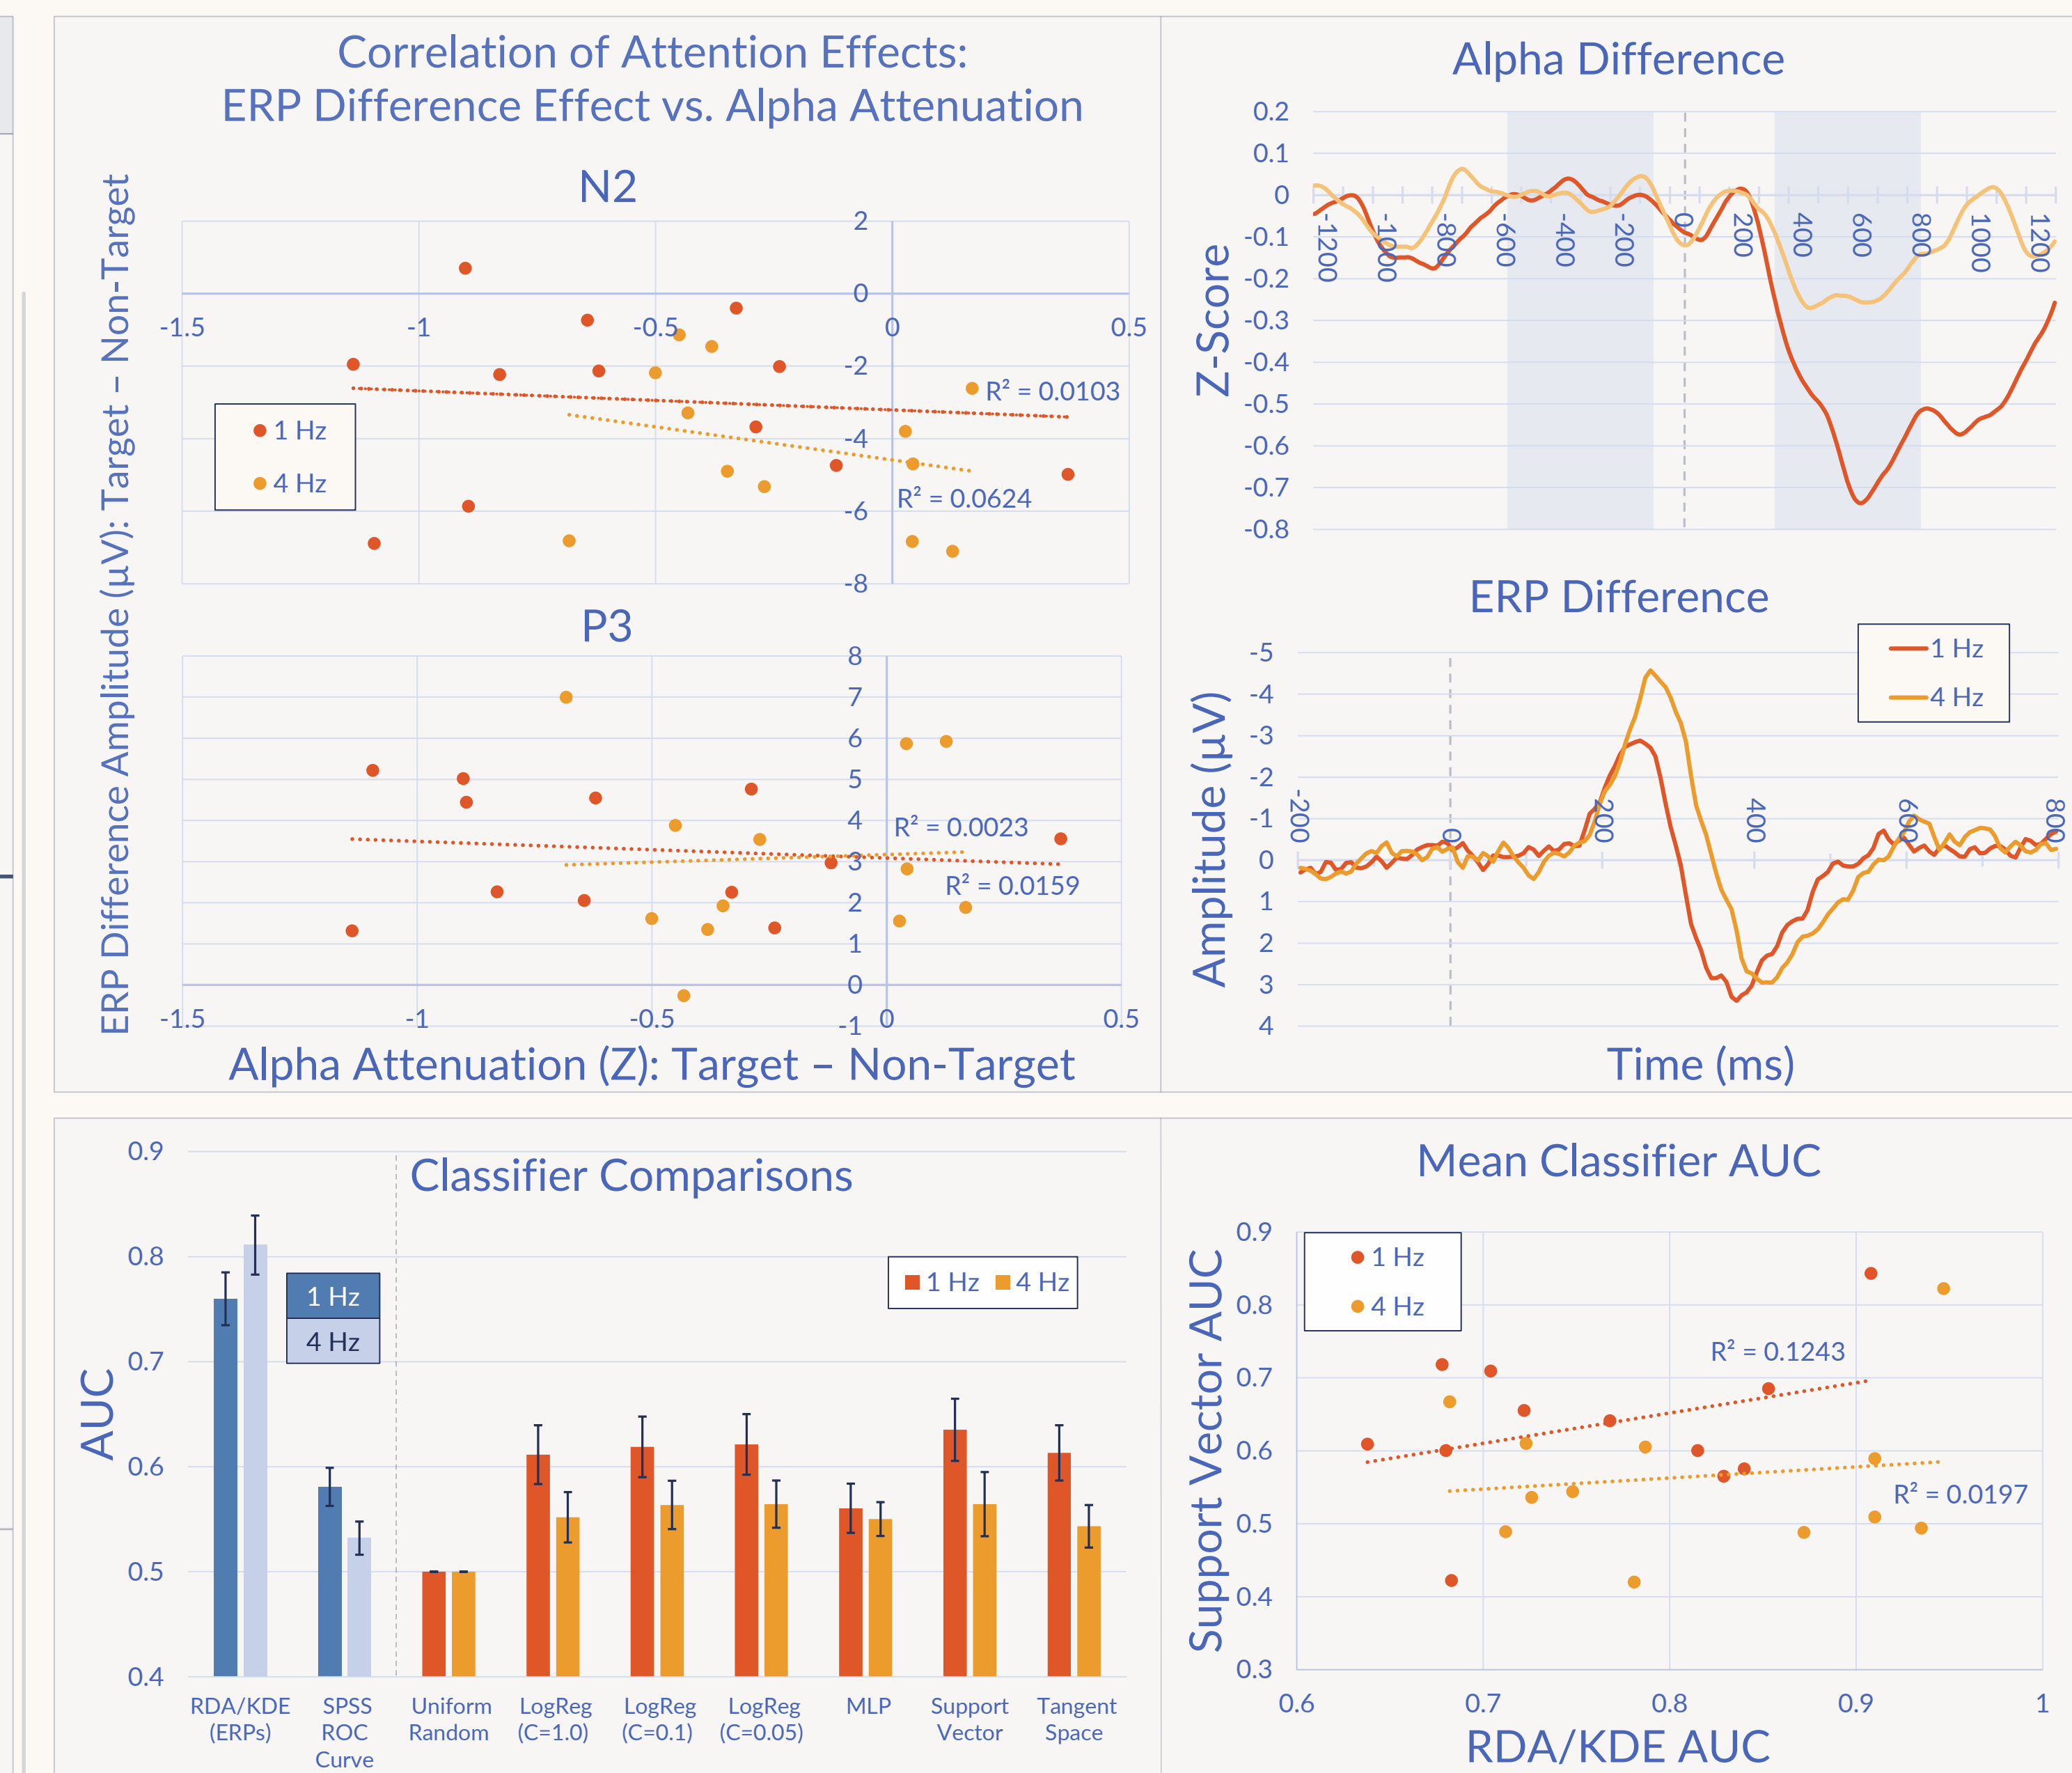 Correlation of Attention Effects:
ERP Difference Effect vs. Alpha Attenuation
ERP Difference Amplitude (µV): Target – Non-Target
N2
2
0
-2
-4
-6
-8
-1.5
-1
-0.5
0
0.5
1 Hz
4 Hz
R² = 0.0103
R² = 0.0624
P3
8
7
6
5
4
3
2
1
0
-1
-1.5
-1
-0.5
0
0.5
R² = 0.0023
R² = 0.0159
Alpha Attenuation (Z): Target – Non-Target
Alpha Difference
Z-Score
0.2
0.1
0
-0.1
-0.2
-0.3
-0.4
-0.5
-0.6
-0.7
-0.8
-1200
-1000
-800
-600
-400
-200
0
200
400
600
800
1000
1200
ERP Difference
1 Hz
4 Hz
Amplitude (µV)
-5
-4
-3
-2
-1
0
1
2
3
4
-200
0
200
400
600
800
Time (ms)
Classifier Comparisons
AUC
0.9
0.8
0.7
0.6
0.5
0.4
1 Hz
4 Hz
1 Hz
4 Hz
RDA/KDE
(ERPs)
SPSS
ROC
Curve
Uniform
Random
LogReg
(C=1.0)
LogReg
(C=0.1)
LogReg
(C=0.05)
MLP
Support
Vector
Tangent
Space
Mean Classifier AUC
Support Vector AUC
0.9
0.8
0.7
0.6
0.5
0.4
0.3
1 Hz
4 Hz
R² = 0.1243
R² = 0.0197
0.6
0.7
0.8
0.9
1
RDA/KDE AUC